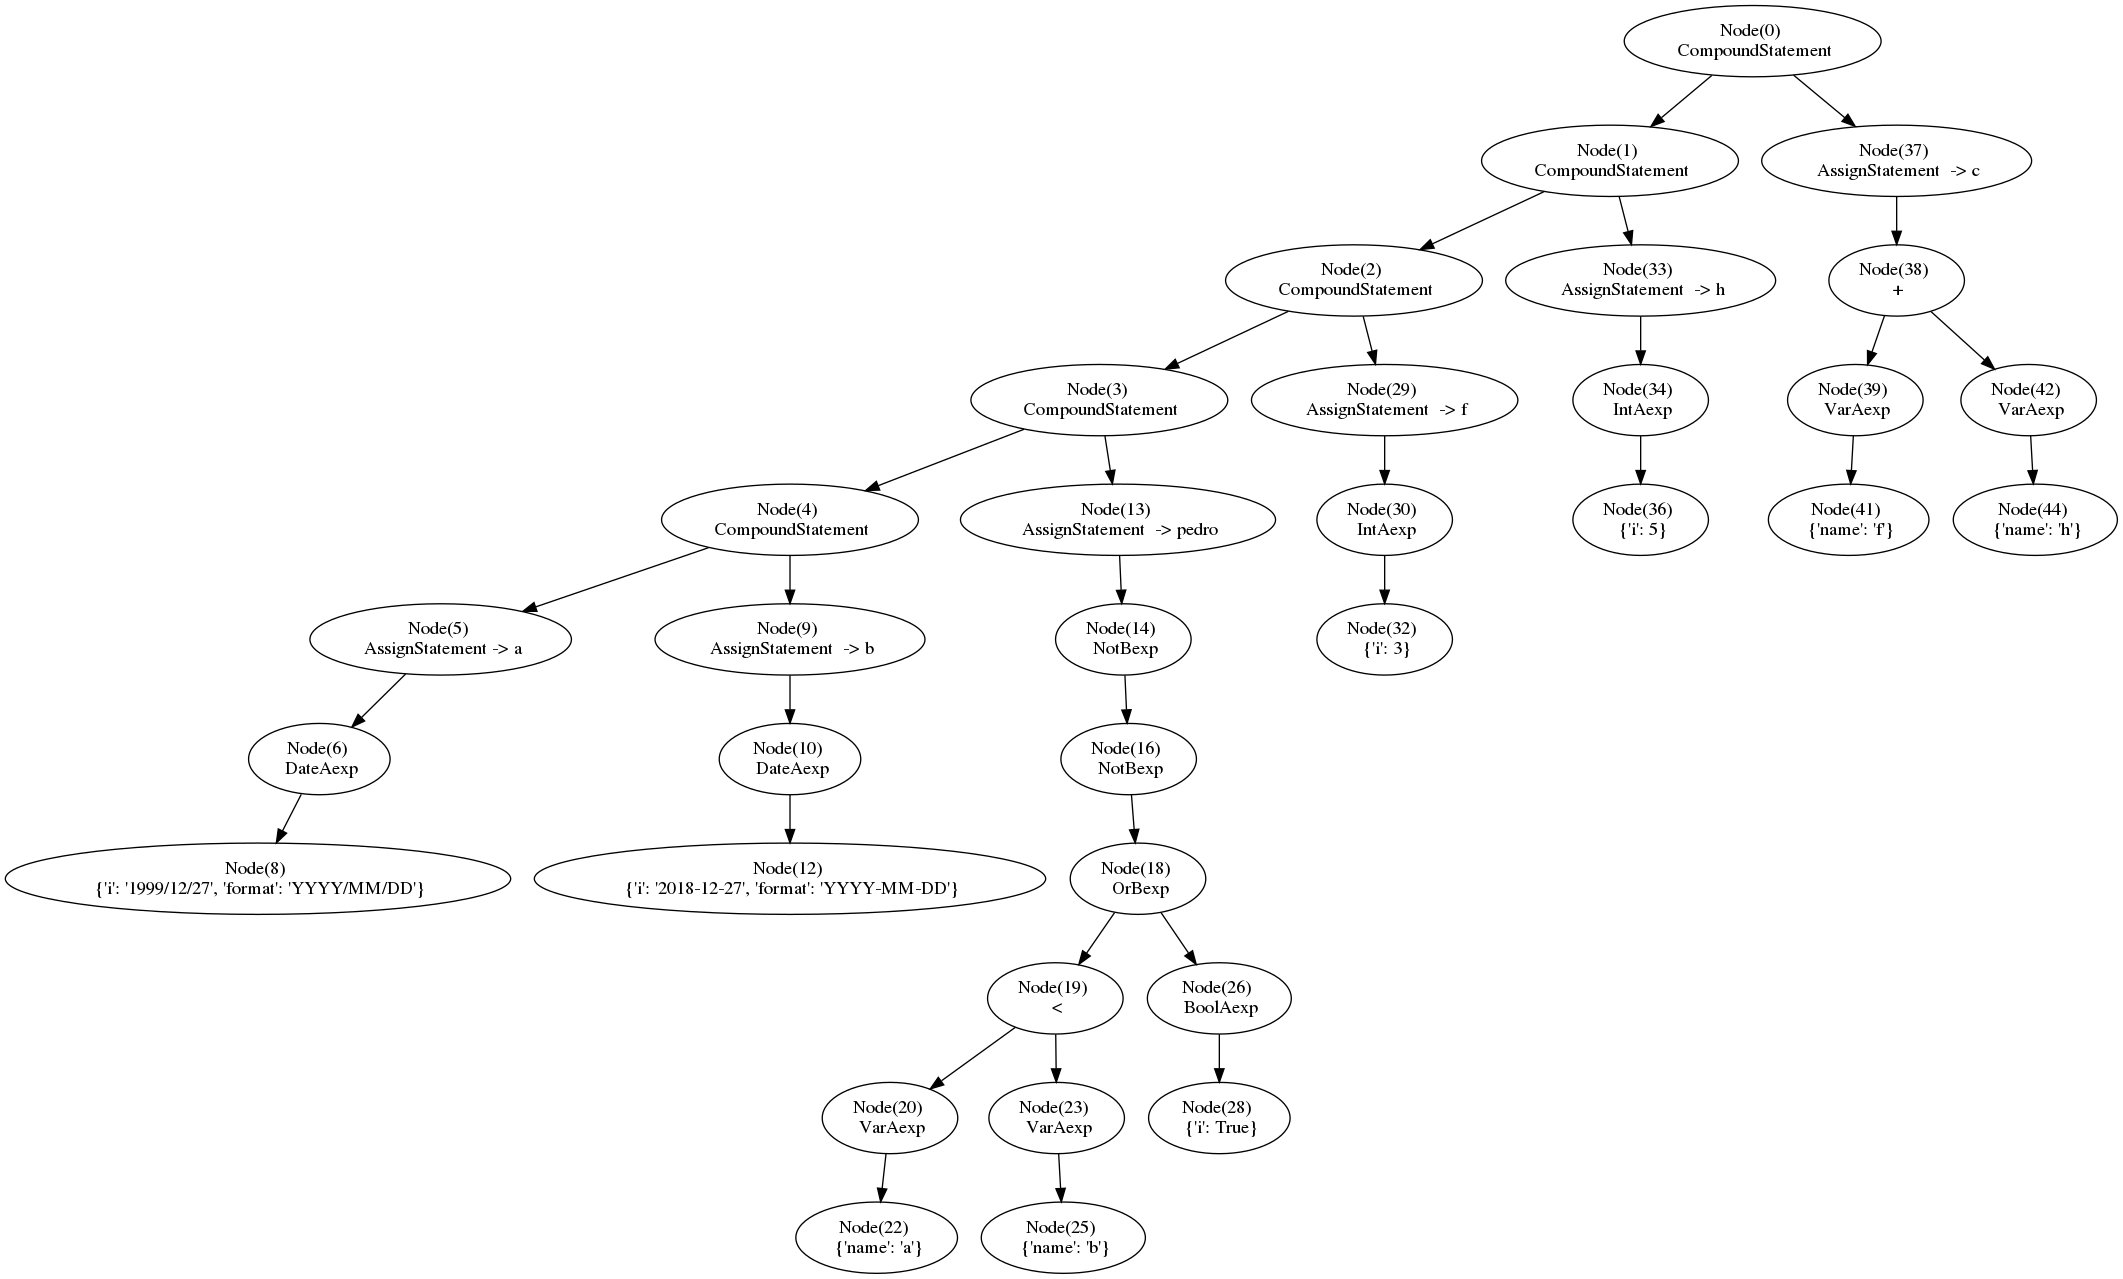 Node(0)
CompoundStatement
Node(1)
CompoundStatement
Node(37)
AssignStatement -> c
Node(2)
CompoundStatement
Node(33)
AssignStatement -> h
Node(38)
+
Node(3)
CompoundStatement
Node(29)
AssignStatement -> f
Node(34)
IntAexp
Node(39)
VarAexp
Node(42)
VarAexp
Node(4)
CompoundStatement
Node(13)
AssignStatement -> pedro
Node(30)
IntAexp
Node(36)
{'i': 5}
Node(41)
{'name': 'f'}
Node(44)
{'name': 'h'}
Node(5)
AssignStatement -> a
Node(9)
AssignStatement -> b
Node(14)
NotBexp
Node(32)
{'i': 3}
Node(6)
DateAexp
Node(10)
DateAexp
Node(16)
NotBexp
Node(8)
{'i': '1999/12/27', 'format': 'YYYY/MM/DD'}
Node(12)
{'i': '2018-12-27', 'format': 'YYYY-MM-DD'}
Node(18)
OrBexp
Node(19)
<
Node(26)
BoolAexp
Node(20)
VarAexp
Node(23)
VarAexp
Node(28)
{'i': True}
Node(22)
{'name': 'a'}
Node(25)
{'name': 'b'}